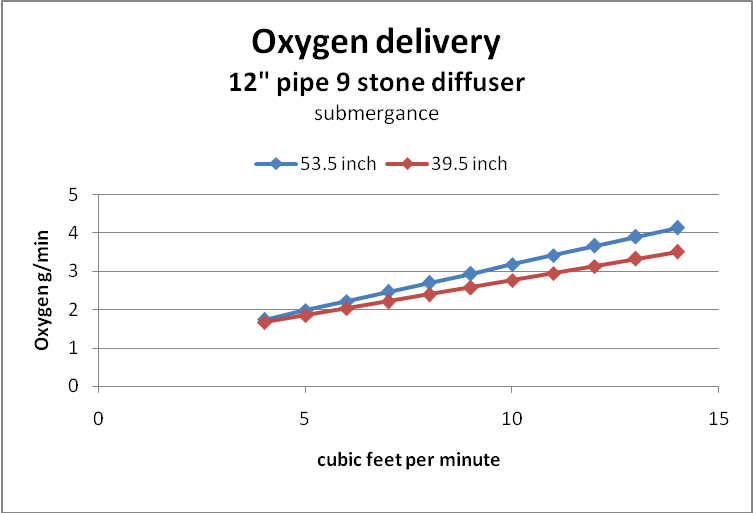 Oxygen delivery
12" pipe 9 stone diffuser
submergance
53.5 inch 39.5 inch
5
4
3
2
1
0
Oxygen g/min
0 5 10 15
cubic feet per minute